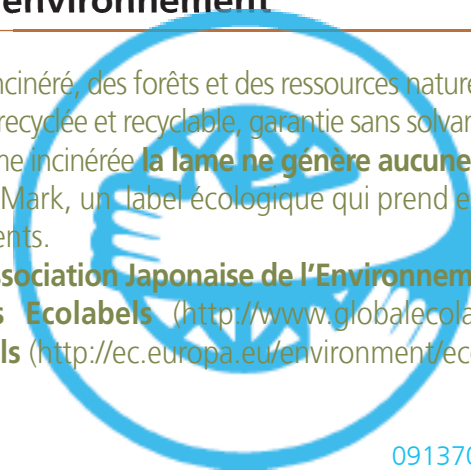 environnement
incinéré, des forêts et des ressources nature
recyclée et recyclable, garantie sans solvan
me incinérée la lame ne génère aucune
Mark, un label écologique qui prend e
ents.
ssociation Japonaise de l'Environnem
s Ecolabels (http://www.globalecola
ls (http://ec.europa.eu/environment/ec
091370